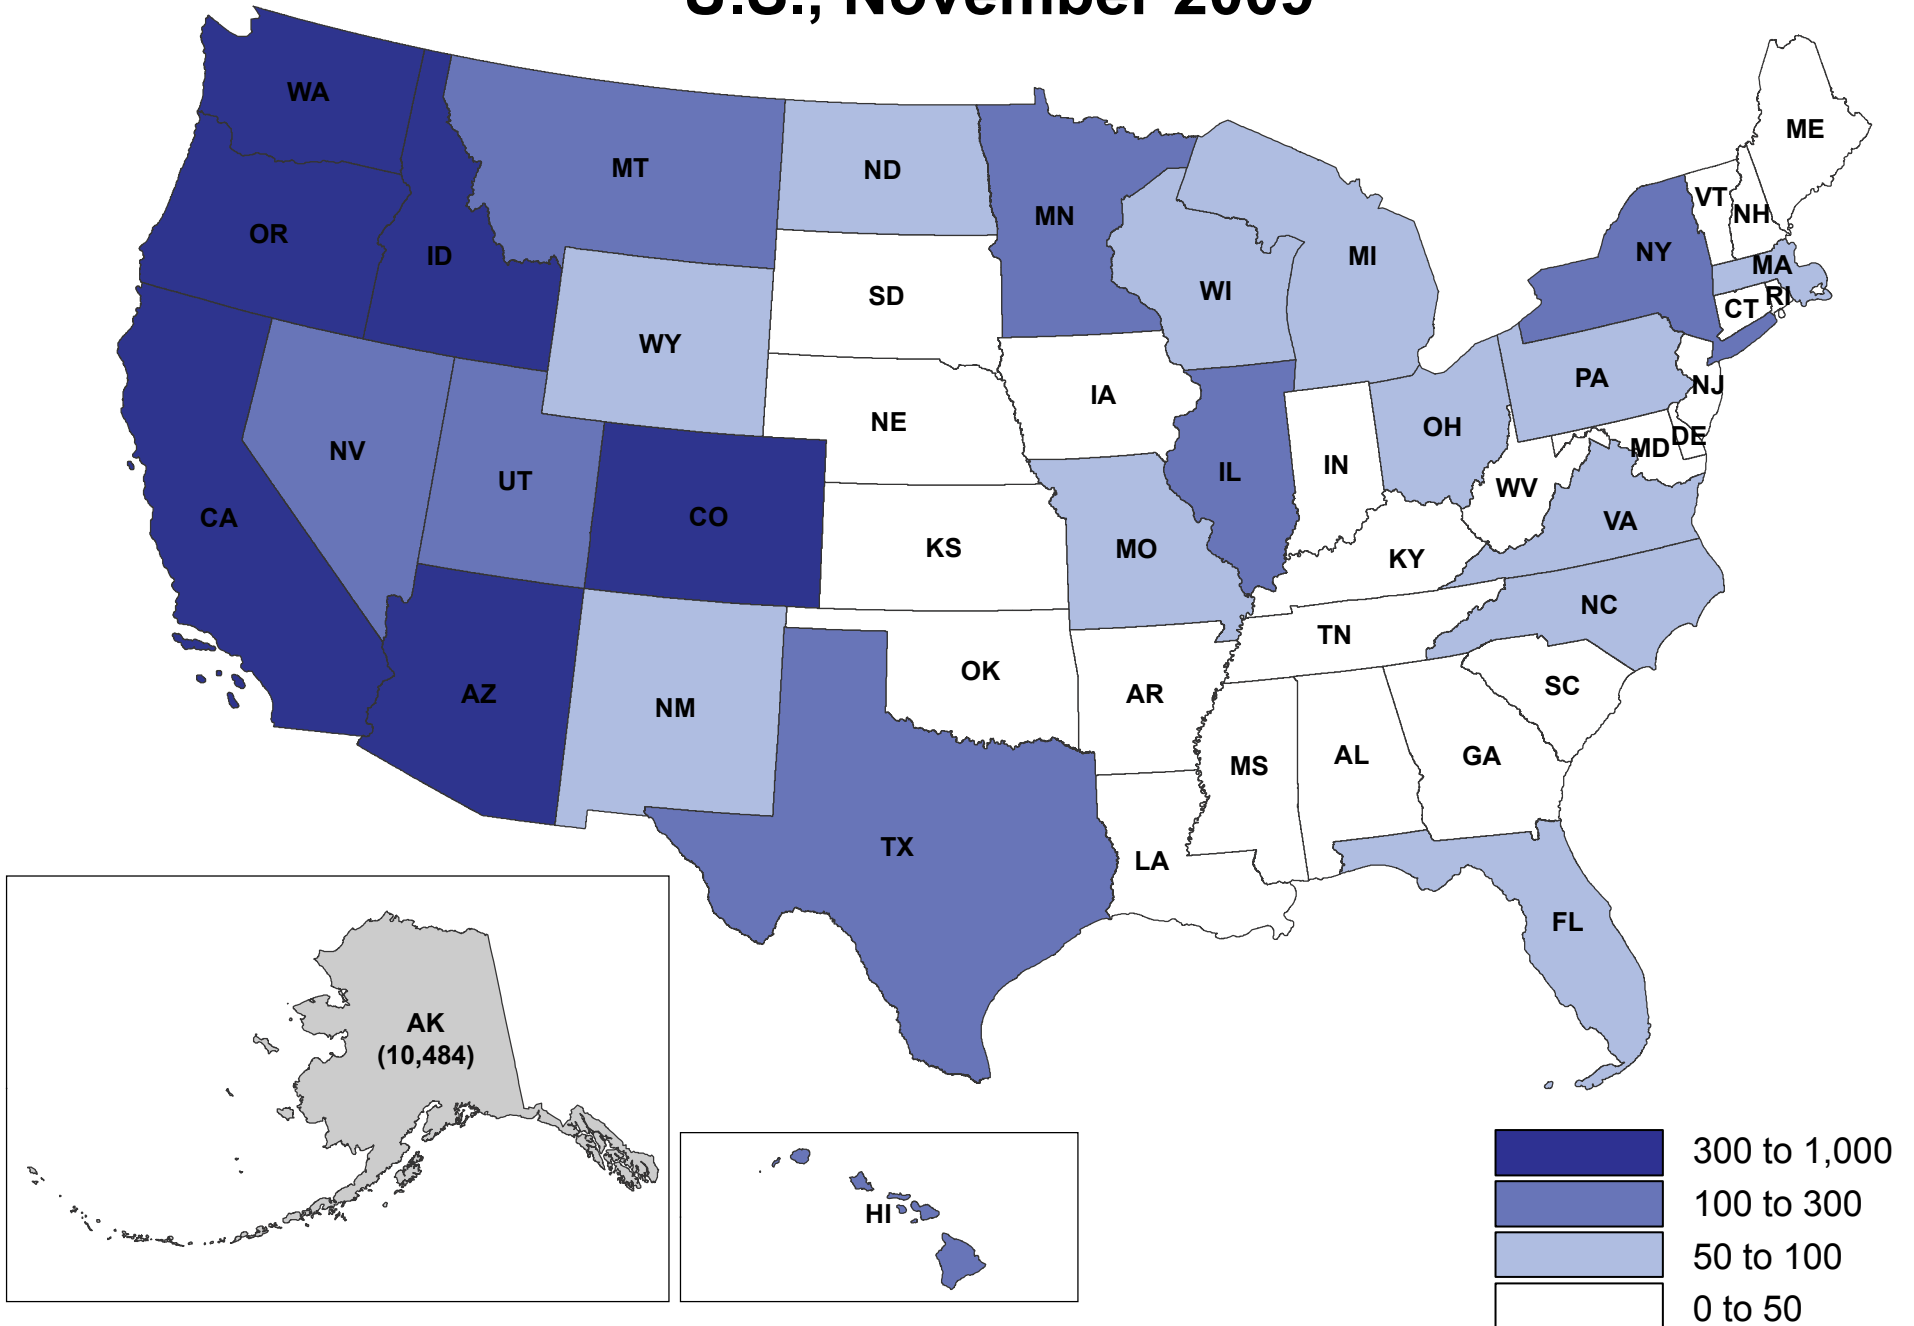 U.S., November 2009
WA
MT
ND
MN
ME
VT
NH
OR
ID
SD
WI
MI
NY
MA
CT
RI
WY
NE
IA
PA
NJ
NV
UT
CO
IL
IN
OH
MD
DE
CA
KS
MO
KY
WV
VA
AZ
NM
OK
AR
TN
NC
SC
TX
LA
MS
AL
GA
FL
AK
(10,484)
HI
300 to 1,000
100 to 300
50 to 100
0 to 50